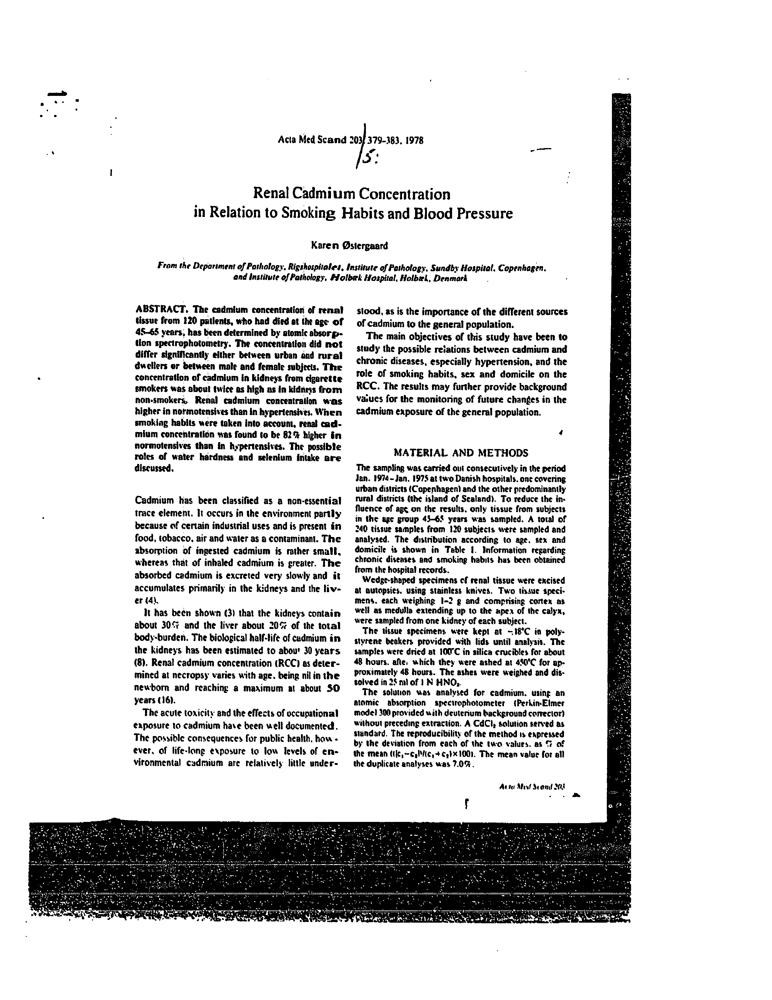 Acta Med Scand 203/ 379-383, 1978
5:
Renal Cadmium Concentration
in Relation to Smoking Habits and Blood Pressure
Karen Østergaard
From the Department of Pathology, Rigshospitalet, Institute of Pathology, Sundby Hospital, Copenhagen,
and Institute of Pathology, Holbæk Hospital, Holbæk, Denmark
ABSTRACT. The cadmium concentration of renal
tissue from 120 patients, who had died at the age of
45-65 years, has been determined by atomic absorp-
tion spectrophotometry. The concentration did not
differ significantly either between urban and rural
dwellers or between male and female subjects. The
concentration of cadmium in kidneys from cigarette
smokers was about twice as high as in kidneys from
non-smokers. Renal cadmium concentration was
higher in normotensives than in hypertensives. When
smoking habits were taken into account, renal cad-
mium concentration was found to be 82% higher in
normotensives than in hypertensives. The possible
roles of water hardness and selenium intake are
discussed.
Cadmium has been classified as a non-essential
trace element. It occurs in the environment partly
because of certain industrial uses and is present in
food, tobacco, air and water as a contaminant. The
absorption of ingested cadmium is rather small,
whereas that of inhaled cadmium is greater. The
absorbed cadmium is excreted very slowly and it
accumulates primarily in the kidneys and the liv-
er (4).
It has been shown (3) that the kidneys contain
about 30% and the liver about 20% of the total
body-burden. The biological half-life of cadmium in
the kidneys has been estimated to about 30 years
(8). Renal cadmium concentration (RCC) as deter-
mined at necropsy varies with age, being nil in the
newborn and reaching a maximum at about 50
years (16).
The acute toxicity and the effects of occupational
exposure to cadmium have been well documented.
The possible consequences for public health, how-
ever, of life-long exposure to low levels of en-
vironmental cadmium are relatively little under-
stood, as is the importance of the different sources
of cadmium to the general population.
The main objectives of this study have been to
study the possible relations between cadmium and
chronic diseases, especially hypertension, and the
role of smoking habits, sex and domicile on the
RCC. The results may further provide background
values for the monitoring of future changes in the
cadmium exposure of the general population.
MATERIAL AND METHODS
The sampling was carried out consecutively in the period
Jan. 1974-Jan. 1975 at two Danish hospitals, one covering
urban districts (Copenhagen) and the other predominantly
rural districts (the island of Sealand). To reduce the in-
fluence of age on the results, only tissue from subjects
in the age group 45-65 years was sampled. A total of
240 tissue samples from 120 subjects were sampled and
analysed. The distribution according to age, sex and
domicile is shown in Table I. Information regarding
chronic diseases and smoking habits has been obtained
from the hospital records.
Wedge-shaped specimens of renal tissue were excised
at autopsies, using stainless knives. Two tissue speci-
mens, each weighing 1-2 g and comprising cortex as
well as medulla extending up to the apex of the calyx,
were sampled from one kidney of each subject.
The tissue specimens were kept at -18°C in poly-
styrene beakers provided with lids until analysis. The
samples were dried at 100°C in silica crucibles for about
48 hours, after which they were ashed at 450°C for ap-
proximately 48 hours. The ashes were weighed and dis-
solved in 25 ml of 1 N HNO₃.
The solution was analysed for cadmium, using an
atomic absorption spectrophotometer (Perkin-Elmer
model 300 provided with deuterium background corrector)
without preceding extraction. A CdCl₂ solution served as
standard. The reproducibility of the method is expressed
by the deviation from each of the two values, as % of
the mean ((|c₁-c₂|)/(c₁+c₂)×100). The mean value for all
the duplicate analyses was 7.0%.
Acta Med Scand 203